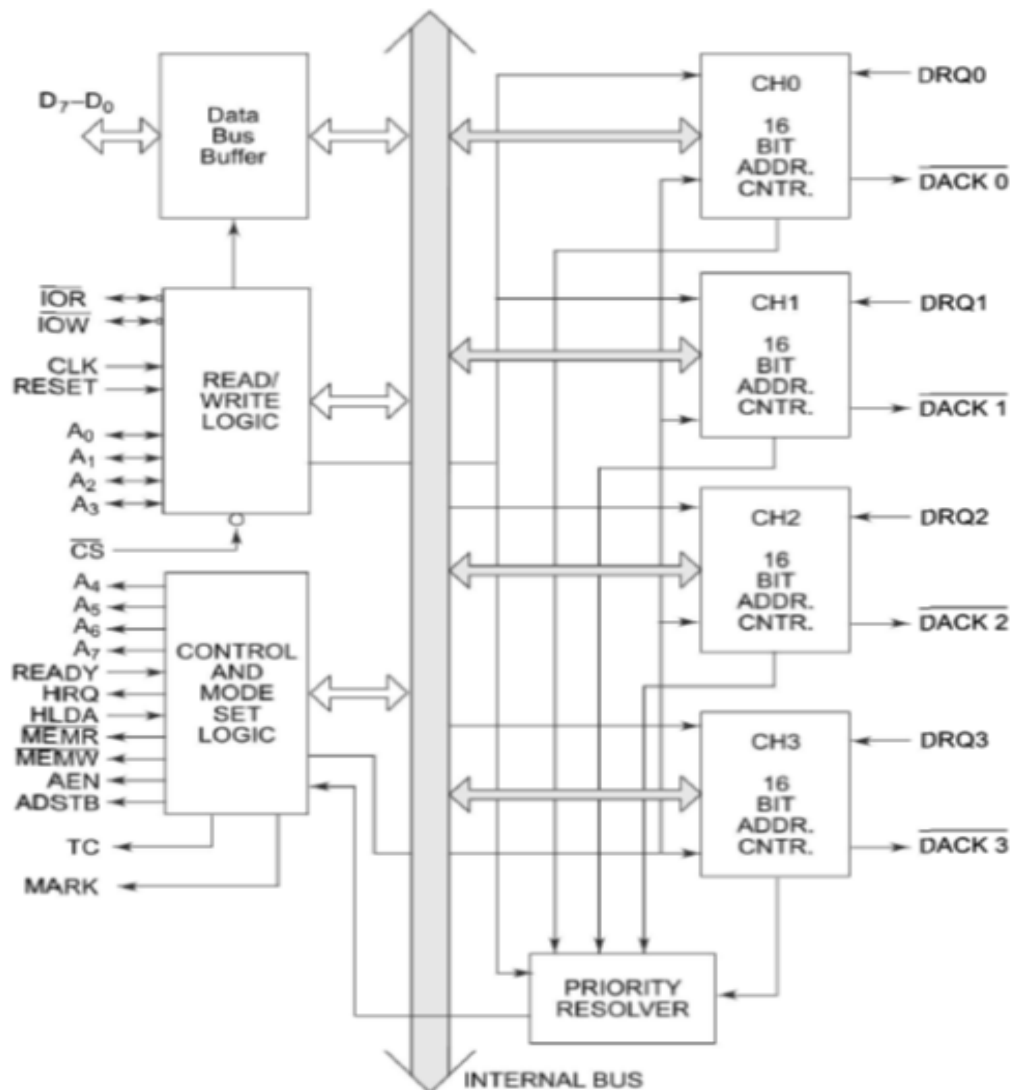 D₇–D₀
Data
Bus
Buffer
IOR
IOW
CLK
RESET
A₀
A₁
A₂
A₃
CS
READ/
WRITE
LOGIC
A₄
A₅
A₆
A₇
READY
HRQ
HLDA
MEMR
MEMW
AEN
ADSTB
TC
MARK
CONTROL
AND
MODE
SET
LOGIC
CH0
16
BIT
ADDR.
CNTR.
DRQ0
DACK 0
CH1
16
BIT
ADDR.
CNTR.
DRQ1
DACK 1
CH2
16
BIT
ADDR.
CNTR.
DRQ2
DACK 2
CH3
16
BIT
ADDR.
CNTR.
DRQ3
DACK 3
PRIORITY
RESOLVER
INTERNAL BUS